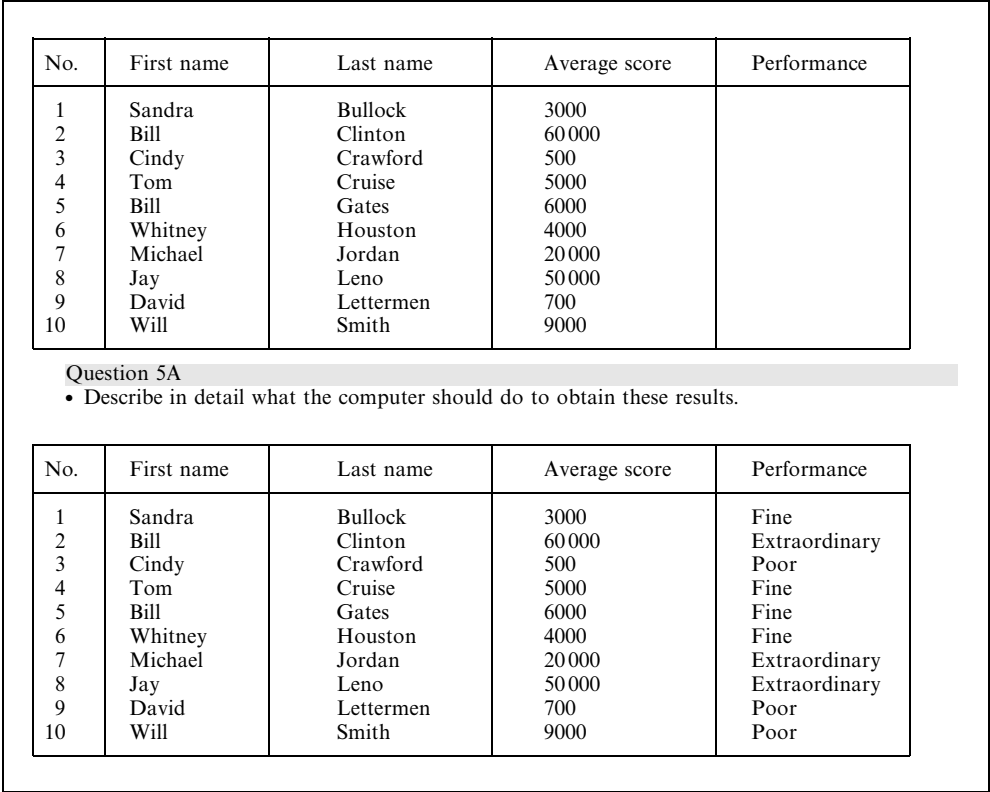 No. First name Last name Average score Performance
1 Sandra Bullock 3000
2 Bill Clinton 60 000
3 Cindy Crawford 500
4 Tom Cruise 5000
5 Bill Gates 6000
6 Whitney Houston 4000
7 Michael Jordan 20 000
8 Jay Leno 50 000
9 David Lettermen 700
10 Will Smith 9000
Question 5A
• Describe in detail what the computer should do to obtain these results.
No. First name Last name Average score Performance
1 Sandra Bullock 3000 Fine
2 Bill Clinton 60 000 Extraordinary
3 Cindy Crawford 500 Poor
4 Tom Cruise 5000 Fine
5 Bill Gates 6000 Fine
6 Whitney Houston 4000 Fine
7 Michael Jordan 20 000 Extraordinary
8 Jay Leno 50 000 Extraordinary
9 David Lettermen 700 Poor
10 Will Smith 9000 Poor